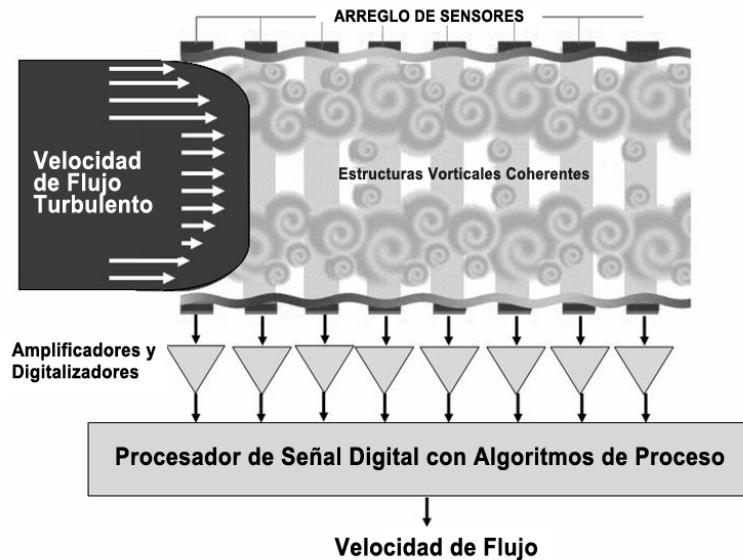 ARREGLO DE SENSORES
Velocidad
de Flujo
Turbulento
Estructuras Vorticales Coherentes
Amplificadores y
Digitalizadores
Procesador de Señal Digital con Algoritmos de Proceso
Velocidad de Flujo